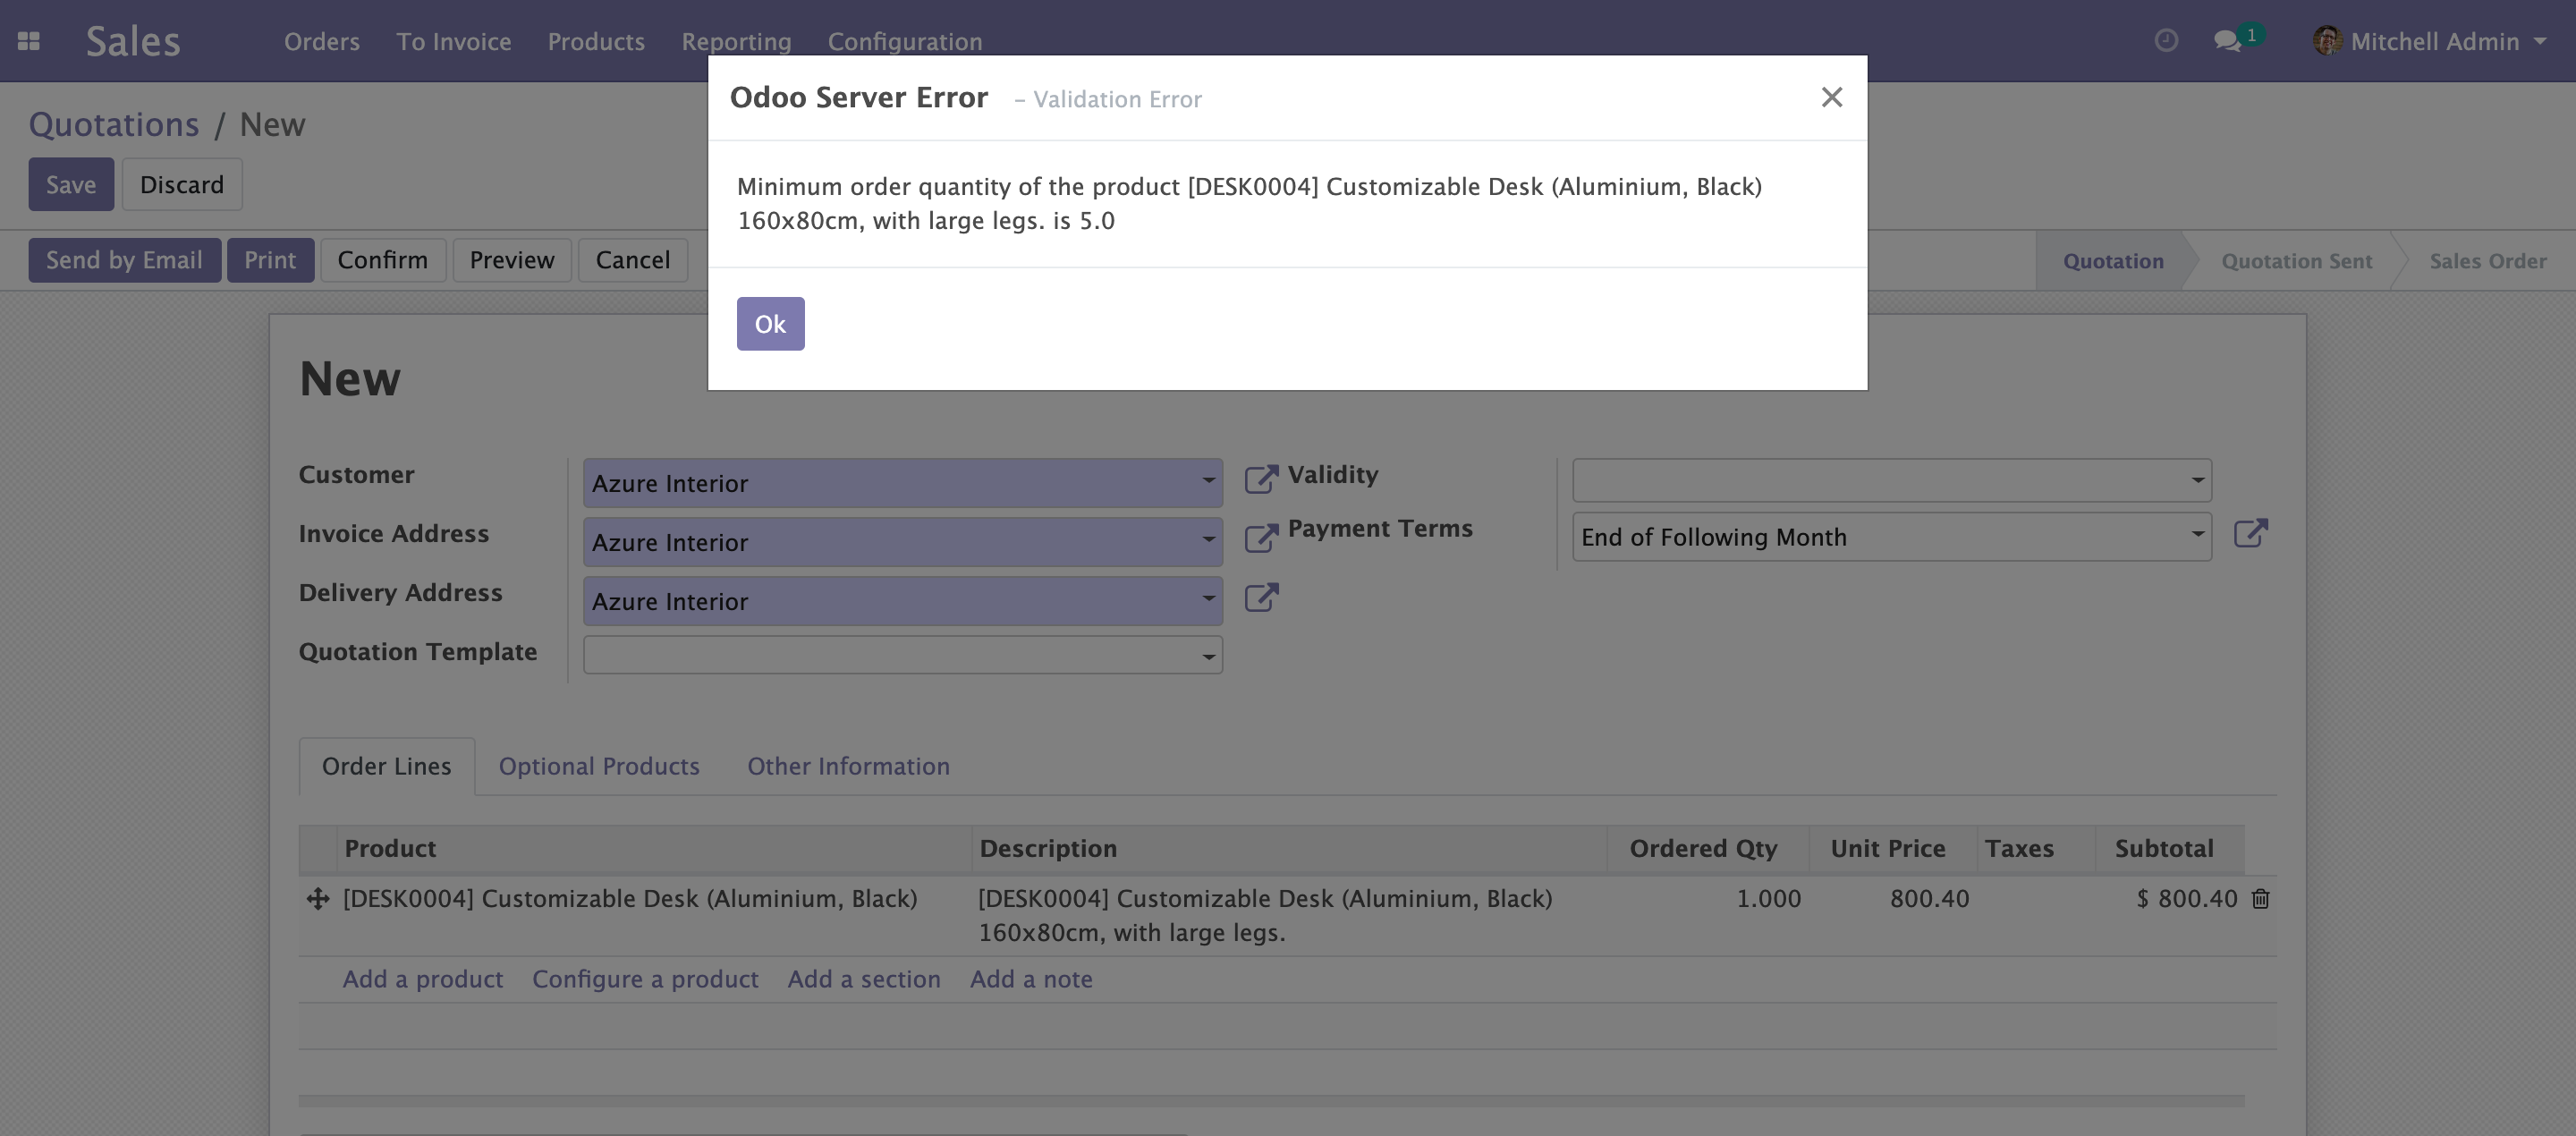 Sales
Orders
To Invoice
Products
Reporting
Configuration
1
Mitchell Admin
Quotations / New
Save
Discard
Send by Email
Print
Confirm
Preview
Cancel
Odoo Server Error – Validation Error
Minimum order quantity of the product [DESK0004] Customizable Desk (Aluminium, Black)
160x80cm, with large legs. is 5.0
Ok
Quotation
Quotation Sent
Sales Order
New
Customer
Azure Interior
Invoice Address
Azure Interior
Delivery Address
Azure Interior
Quotation Template
Validity
Payment Terms
End of Following Month
Order Lines
Optional Products
Other Information
Product
Description
Ordered Qty
Unit Price
Taxes
Subtotal
[DESK0004] Customizable Desk (Aluminium, Black)
[DESK0004] Customizable Desk (Aluminium, Black)
160x80cm, with large legs.
1.000
800.40
$ 800.40
Add a product
Configure a product
Add a section
Add a note